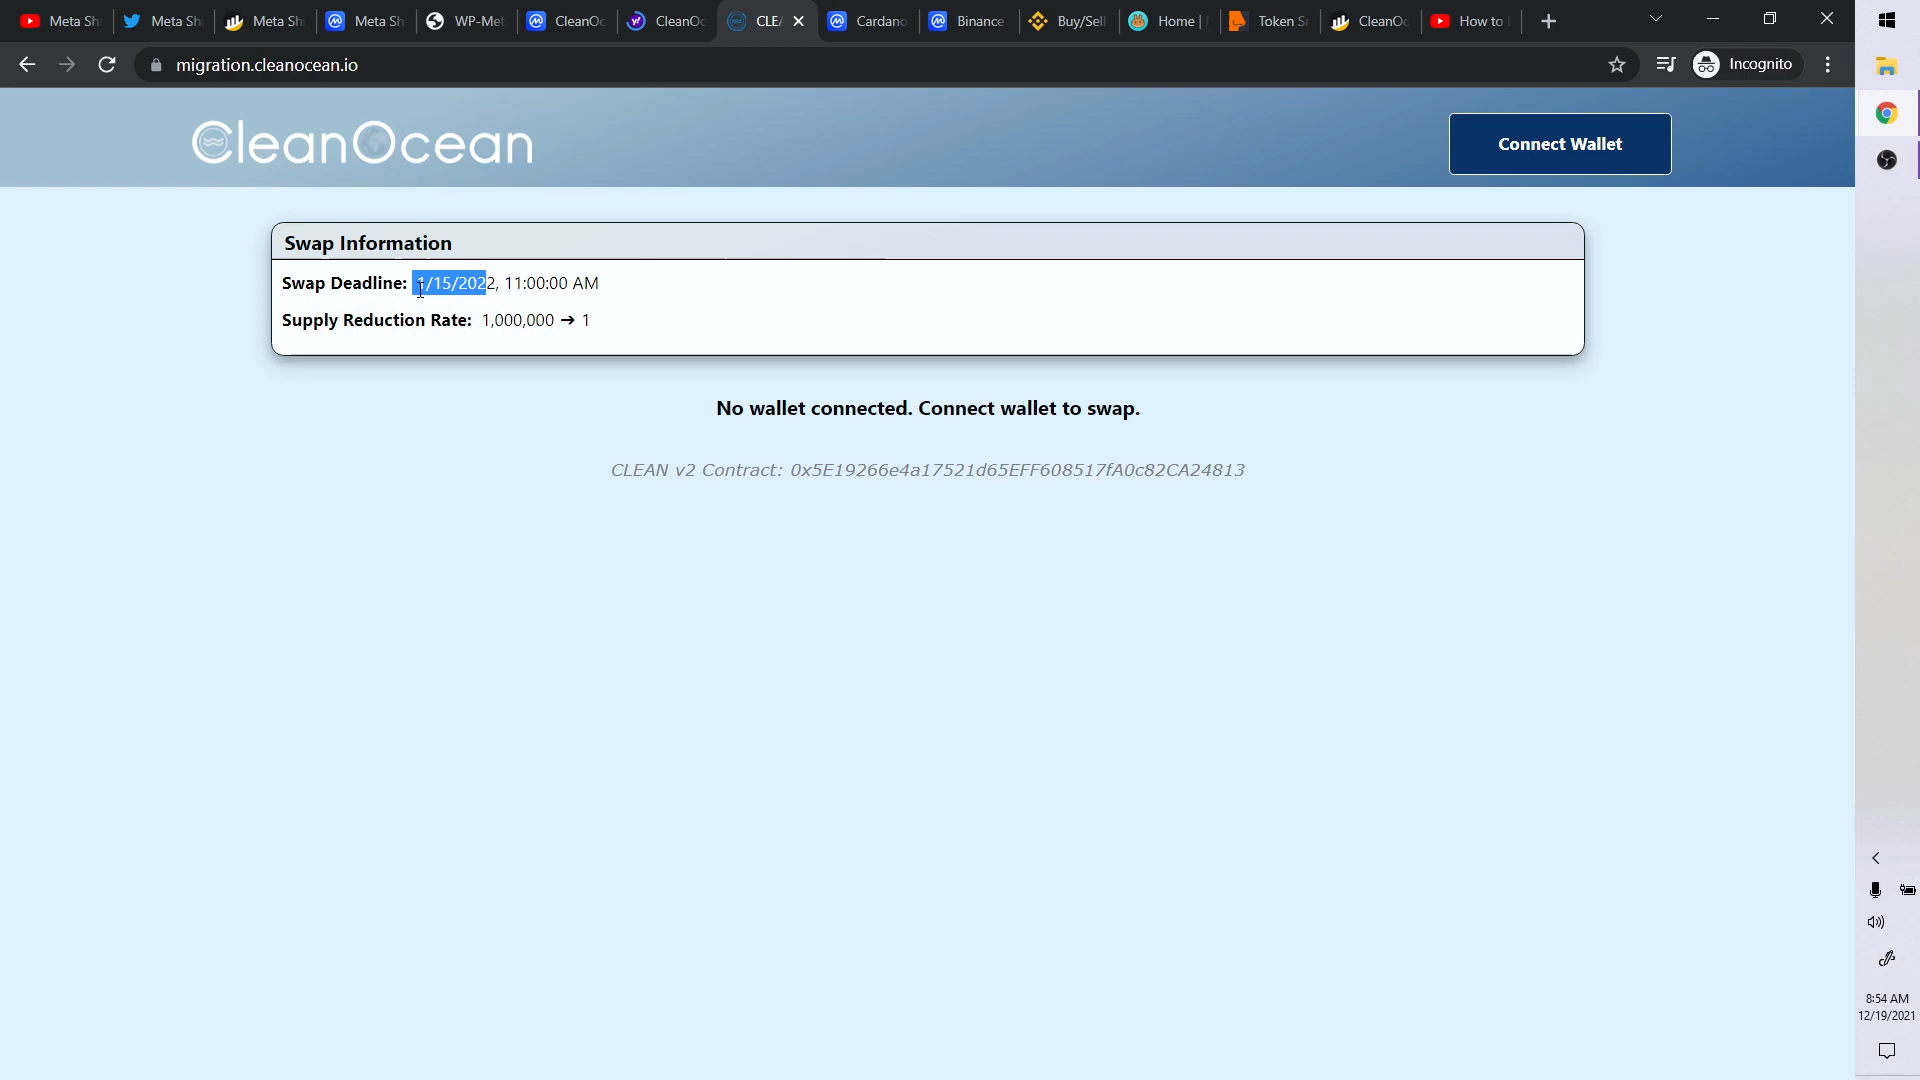 Meta Sh
Meta Sh
Meta Sh
Meta Sh
WP-Met
CleanOc
CleanOc
CLEA
Cardano
Binance
Buy/Sell
Home |
Token S
CleanOc
How to
migration.cleanocean.io
Incognito
CleanOcean
Connect Wallet
Swap Information
Swap Deadline: 1/15/2022, 11:00:00 AM
Supply Reduction Rate: 1,000,000 → 1
No wallet connected. Connect wallet to swap.
CLEAN v2 Contract: 0x5E19266e4a17521d65EFF608517fA0c82CA24813
8:54 AM
12/19/2021